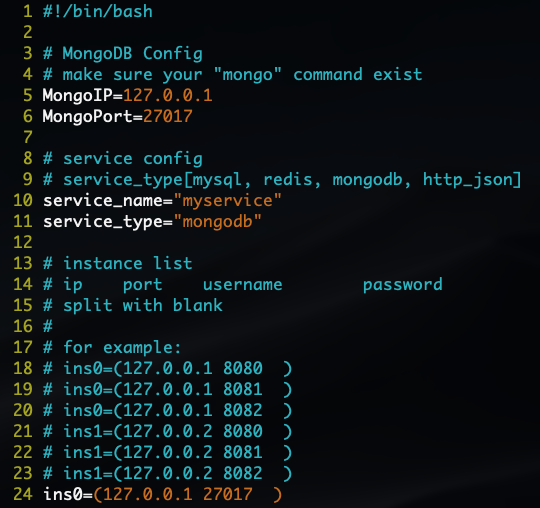 1 #!/bin/bash
2
3 # MongoDB Config
4 # make sure your "mongo" command exist
5 MongoIP=127.0.0.1
6 MongoPort=27017
7
8 # service config
9 # service_type[mysql, redis, mongodb, http_json]
10 service_name="myservice"
11 service_type="mongodb"
12
13 # instance list
14 # ip    port    username        password
15 # split with blank
16 #
17 # for example:
18 # ins0=(127.0.0.1 8080  )
19 # ins0=(127.0.0.1 8081  )
20 # ins0=(127.0.0.1 8082  )
21 # ins1=(127.0.0.2 8080  )
22 # ins1=(127.0.0.2 8081  )
23 # ins1=(127.0.0.2 8082  )
24 ins0=(127.0.0.1 27017  )